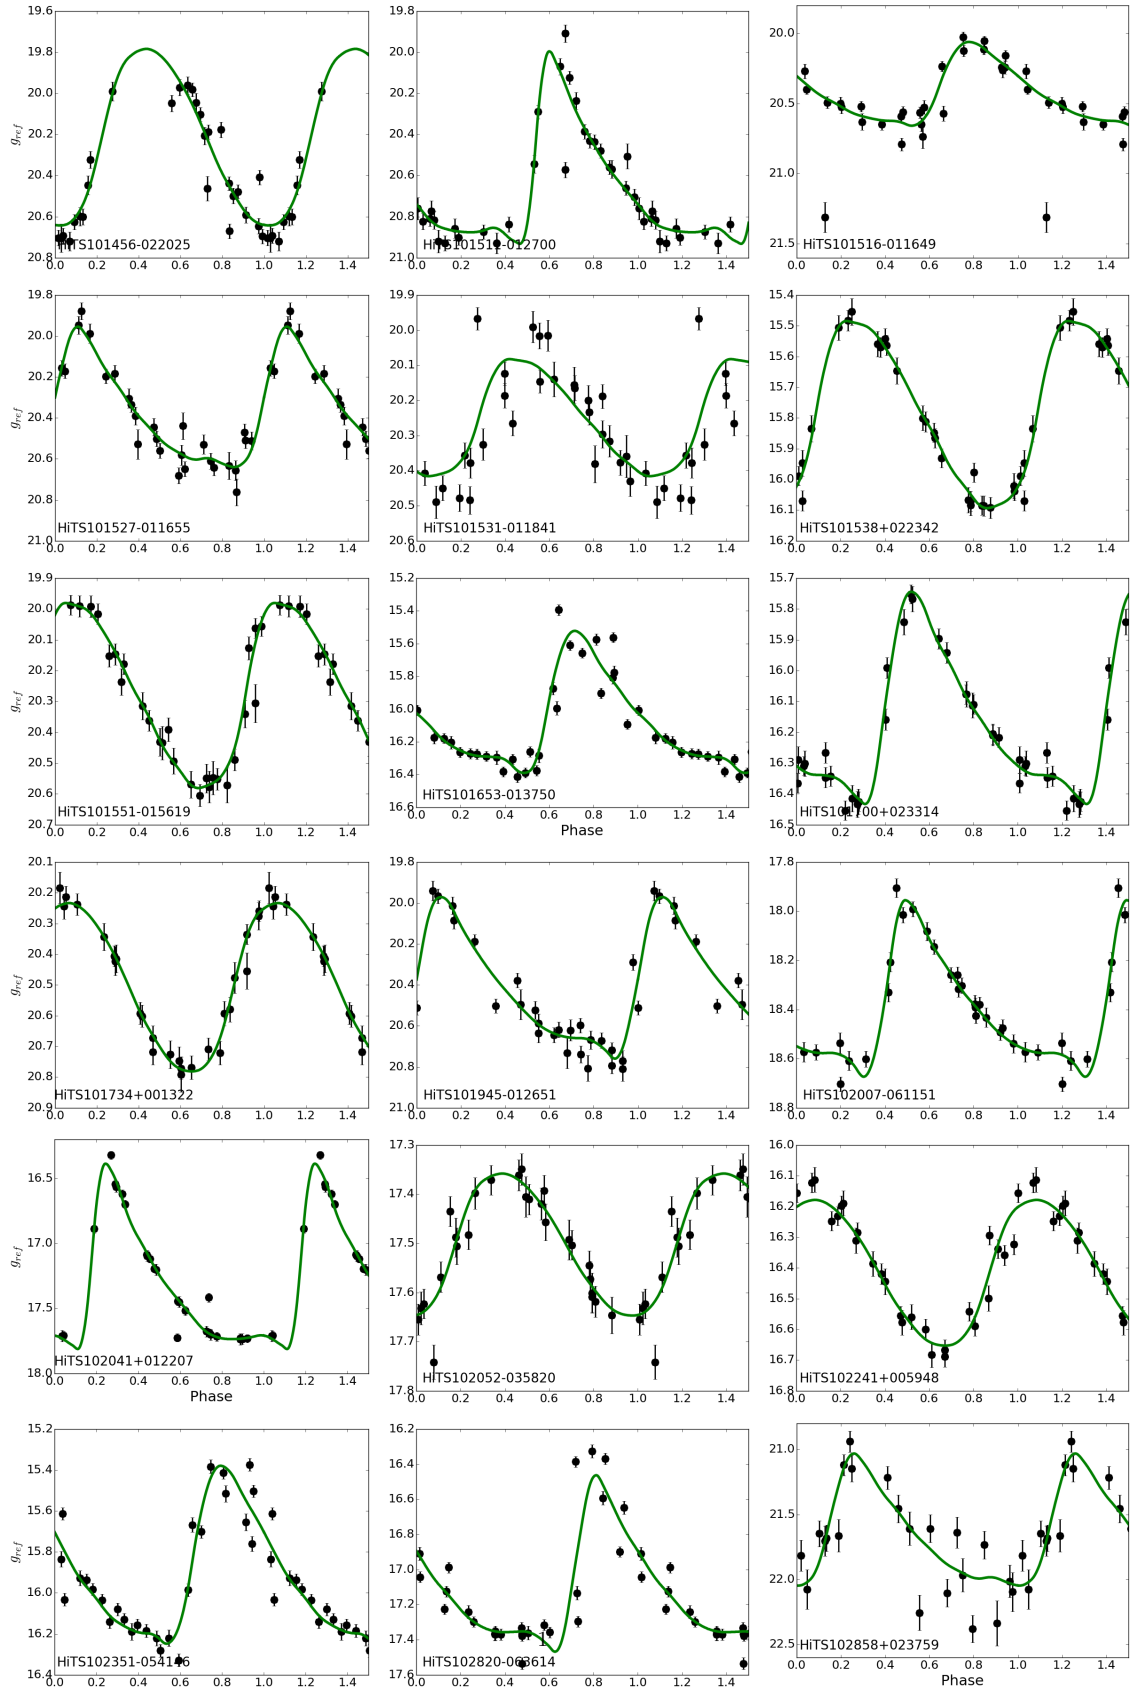 19.6
19.8
20.0
20.2
20.4
20.6
20.8
g_ref
HiTS101456-022025
0.0 0.2 0.4 0.6 0.8 1.0 1.2 1.4
19.8
20.0
20.2
20.4
20.6
20.8
21.0
0.0 0.2 0.4 0.6 0.8 1.0 1.2 1.4
20.0
20.5
21.0
21.5
HiTS101516-011649
0.0 0.2 0.4 0.6 0.8 1.0 1.2 1.4
19.8
20.0
20.2
20.4
20.6
20.8
21.0
g_ref
HiTS101527-011655
0.0 0.2 0.4 0.6 0.8 1.0 1.2 1.4
19.9
20.0
20.1
20.2
20.3
20.4
20.5
20.6
HiTS101531-011841
0.0 0.2 0.4 0.6 0.8 1.0 1.2 1.4
15.4
15.5
15.6
15.7
15.8
15.9
16.0
16.1
16.2
HiTS101538+022342
0.0 0.2 0.4 0.6 0.8 1.0 1.2 1.4
19.9
20.0
20.1
20.2
20.3
20.4
20.5
20.6
20.7
g_ref
HiTS101551-015619
0.0 0.2 0.4 0.6 0.8 1.0 1.2 1.4
15.2
15.4
15.6
15.8
16.0
16.2
16.4
16.6
HiTS101653-013750
0.0 0.2 0.4 0.6 0.8 1.0 1.2 1.4
Phase
15.7
15.8
15.9
16.0
16.1
16.2
16.3
16.4
16.5
HiTS101700+023314
0.0 0.2 0.4 0.6 0.8 1.0 1.2 1.4
20.1
20.2
20.3
20.4
20.5
20.6
20.7
20.8
20.9
g_ref
HiTS101734+001322
0.0 0.2 0.4 0.6 0.8 1.0 1.2 1.4
19.8
20.0
20.2
20.4
20.6
20.8
21.0
HiTS101945-012651
0.0 0.2 0.4 0.6 0.8 1.0 1.2 1.4
17.8
18.0
18.2
18.4
18.6
18.8
HiTS102007-061151
0.0 0.2 0.4 0.6 0.8 1.0 1.2 1.4
16.5
17.0
17.5
18.0
g_ref
HiTS102041+012207
0.0 0.2 0.4 0.6 0.8 1.0 1.2 1.4
Phase
17.3
17.4
17.5
17.6
17.7
17.8
HiTS102052-035820
0.0 0.2 0.4 0.6 0.8 1.0 1.2 1.4
16.0
16.1
16.2
16.3
16.4
16.5
16.6
16.7
16.8
HiTS102241+005948
0.0 0.2 0.4 0.6 0.8 1.0 1.2 1.4
15.2
15.4
15.6
15.8
16.0
16.2
16.4
g_ref
HiTS102351-054146
0.0 0.2 0.4 0.6 0.8 1.0 1.2 1.4
16.2
16.4
16.6
16.8
17.0
17.2
17.4
17.6
HiTS102820-063614
0.0 0.2 0.4 0.6 0.8 1.0 1.2 1.4
21.0
21.5
22.0
22.5
HiTS102858+023759
0.0 0.2 0.4 0.6 0.8 1.0 1.2 1.4
Phase